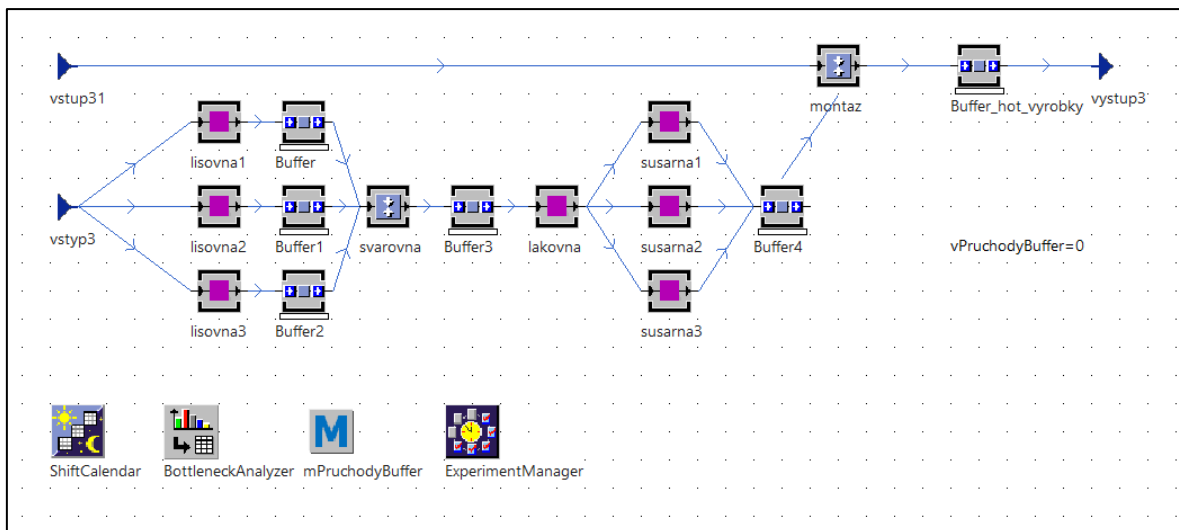 vstup31
montaz
Buffer_hot_vyrobky
vystup3
lisovna1
Buffer
susarna1
vstyp3
lisovna2
Buffer1
svarovna
Buffer3
lakovna
susarna2
Buffer4
vPruchodyBuffer=0
lisovna3
Buffer2
susarna3
M
ShiftCalendar
BottleneckAnalyzer
mPruchodyBuffer
ExperimentManager